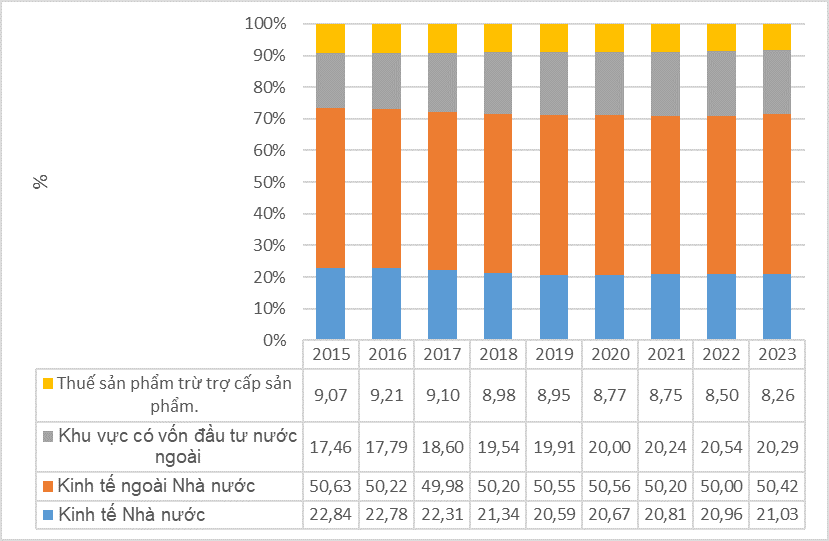 100%
90%
80%
70%
60%
50%
40%
30%
20%
10%
0%
%
2015 2016 2017 2018 2019 2020 2021 2022 2023
Thuế sản phẩm trừ trợ cấp sản
phẩm.
9,07 9,21 9,10 8,98 8,95 8,77 8,75 8,50 8,26
Khu vực có vốn đầu tư nước
ngoài
17,46 17,79 18,60 19,54 19,91 20,00 20,24 20,54 20,29
Kinh tế ngoài Nhà nước 50,63 50,22 49,98 50,20 50,55 50,56 50,20 50,00 50,42
Kinh tế Nhà nước 22,84 22,78 22,31 21,34 20,59 20,67 20,81 20,96 21,03